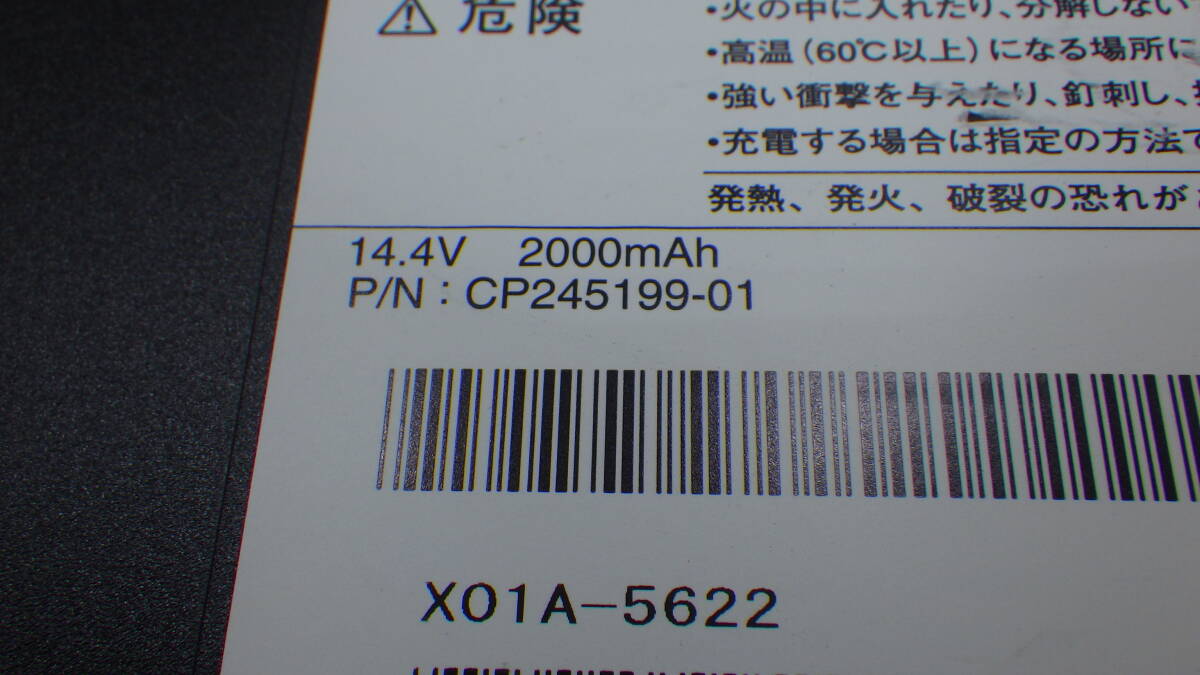 ⚠ 危険
・火の中に入れたり、分解しない
・高温(60℃以上)になる場所に
・強い衝撃を与えたり、釘刺し、
・充電する場合は指定の方法で
発熱、発火、破裂の恐れが
14.4V 2000mAh
P/N : CP245199-01
X01A-5622